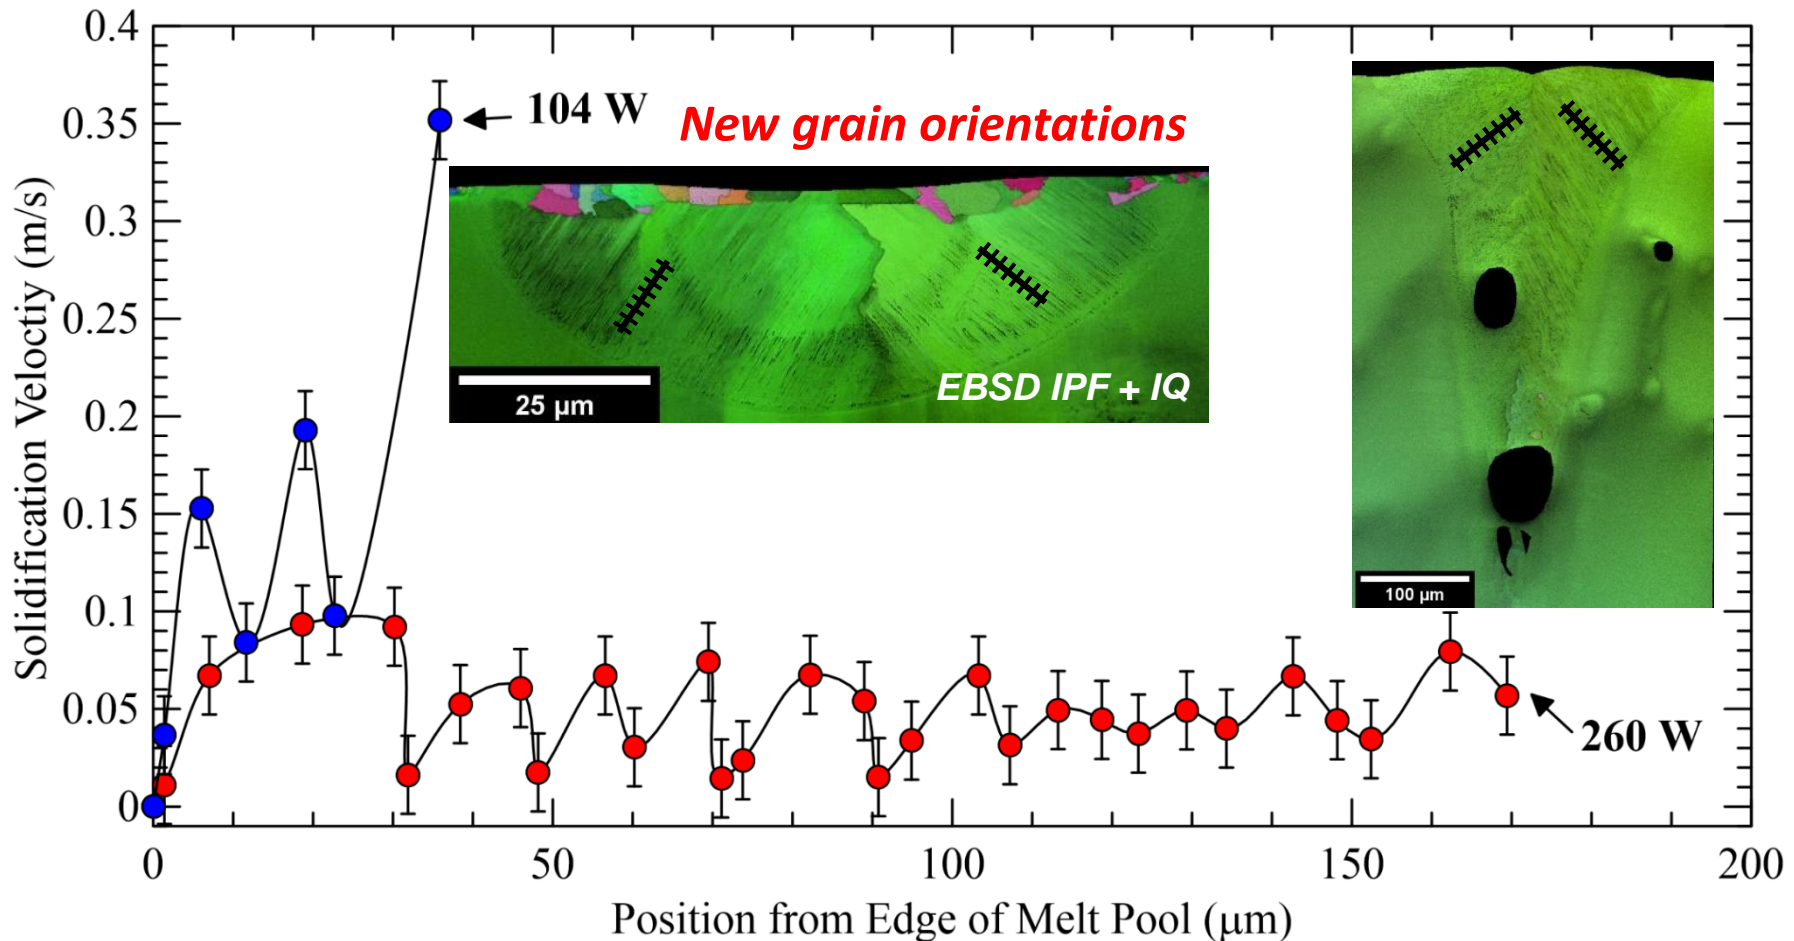 0.4
0.35
0.3
0.25
0.2
0.15
0.1
0.05
0
Solidification Veloctiy (m/s)
104 W
New grain orientations
25 µm
EBSD IPF + IQ
100 µm
260 W
0 50 100 150 200
Position from Edge of Melt Pool (µm)